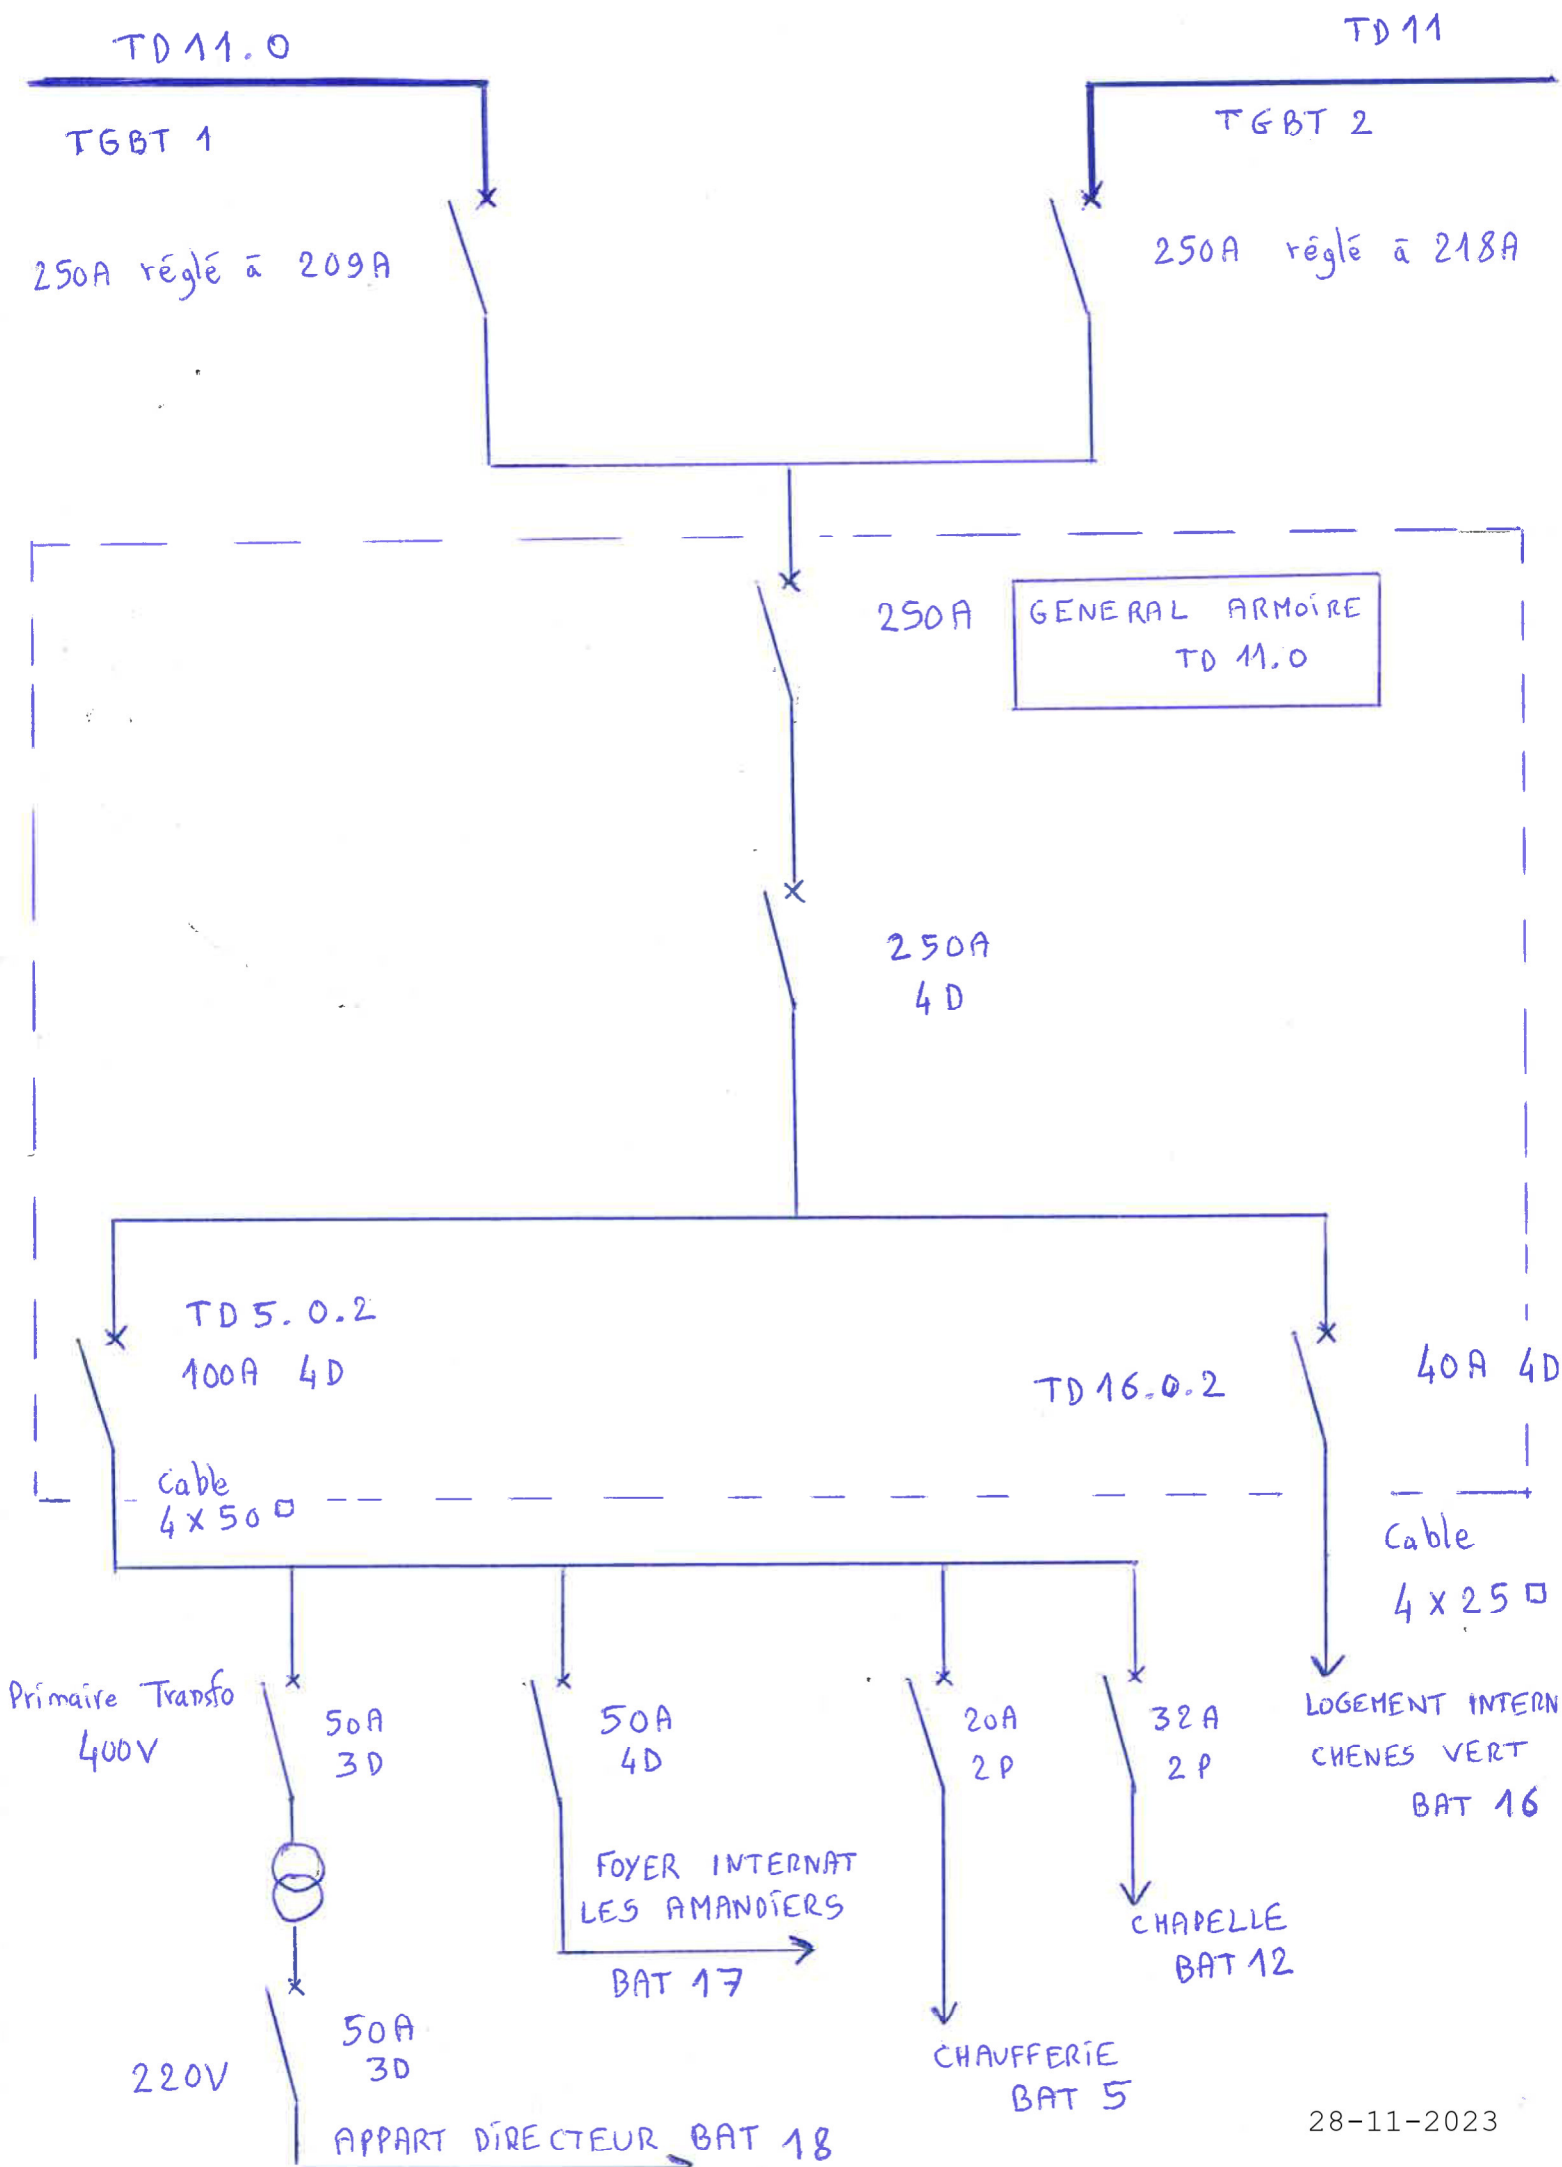 TD 11.0
TD 11
TGBT 1
TGBT 2
250A réglé à 209A
250A réglé à 218A
250A
GENERAL ARMOIRE
TD 11.0
250A
4D
TD 5.0.2
100A 4D
TD 16.0.2
40A 4D
Cable
4 x 50 □
Cable
4 x 25 □
Primaire Transfo
400V
50A
3D
50A
4D
20A
2P
32A
2P
LOGEMENT INTERN
CHENES VERT
BAT 16
FOYER INTERNAT
LES AMANDIERS
BAT 17
CHAPELLE
BAT 12
50A
3D
220V
CHAUFFERIE
BAT 5
APPART DIRECTEUR BAT 18
28-11-2023